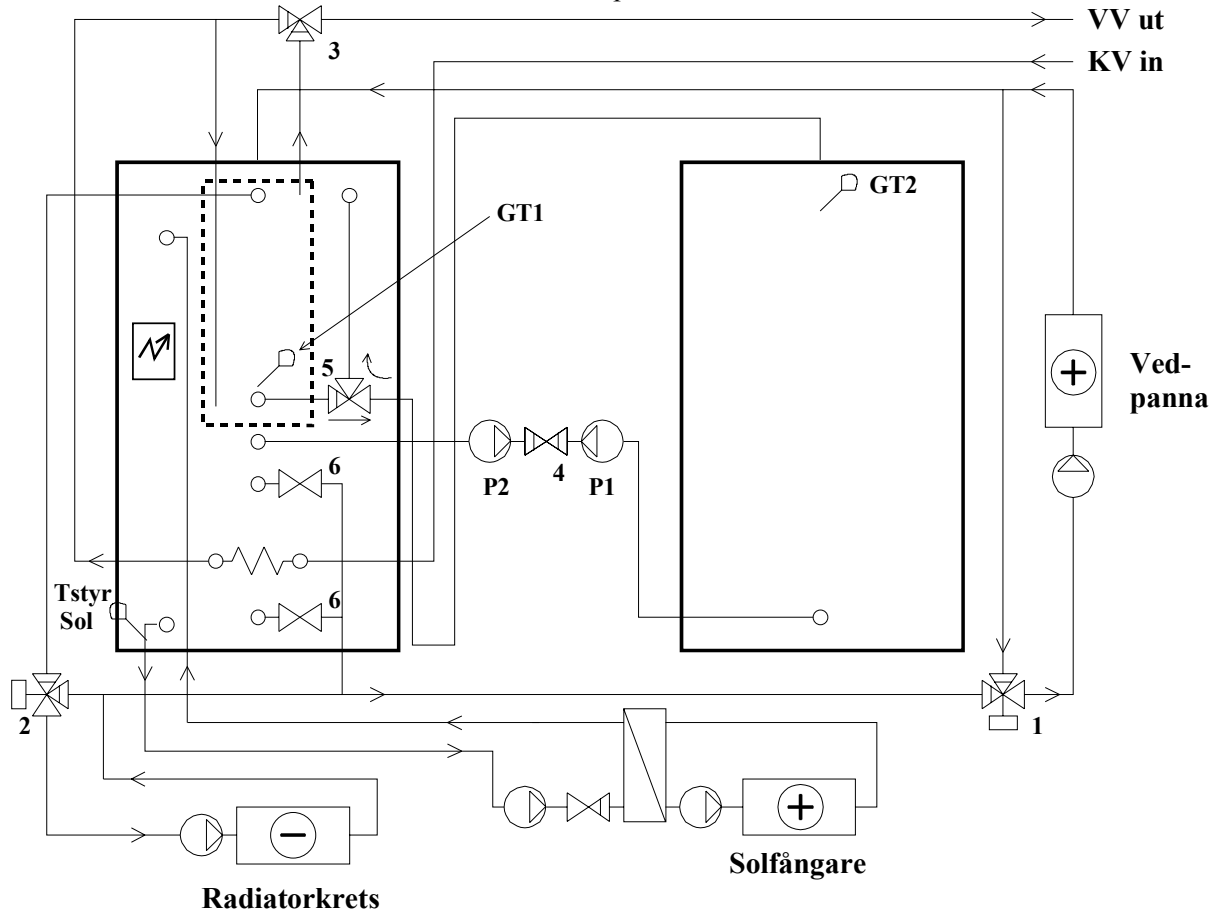 VV ut
3
KV in
GT2
GT1
5
Ved-
panna
6
4
P2
P1
Tstyr
Sol
6
2
1
Solfångare
Radiatorkrets